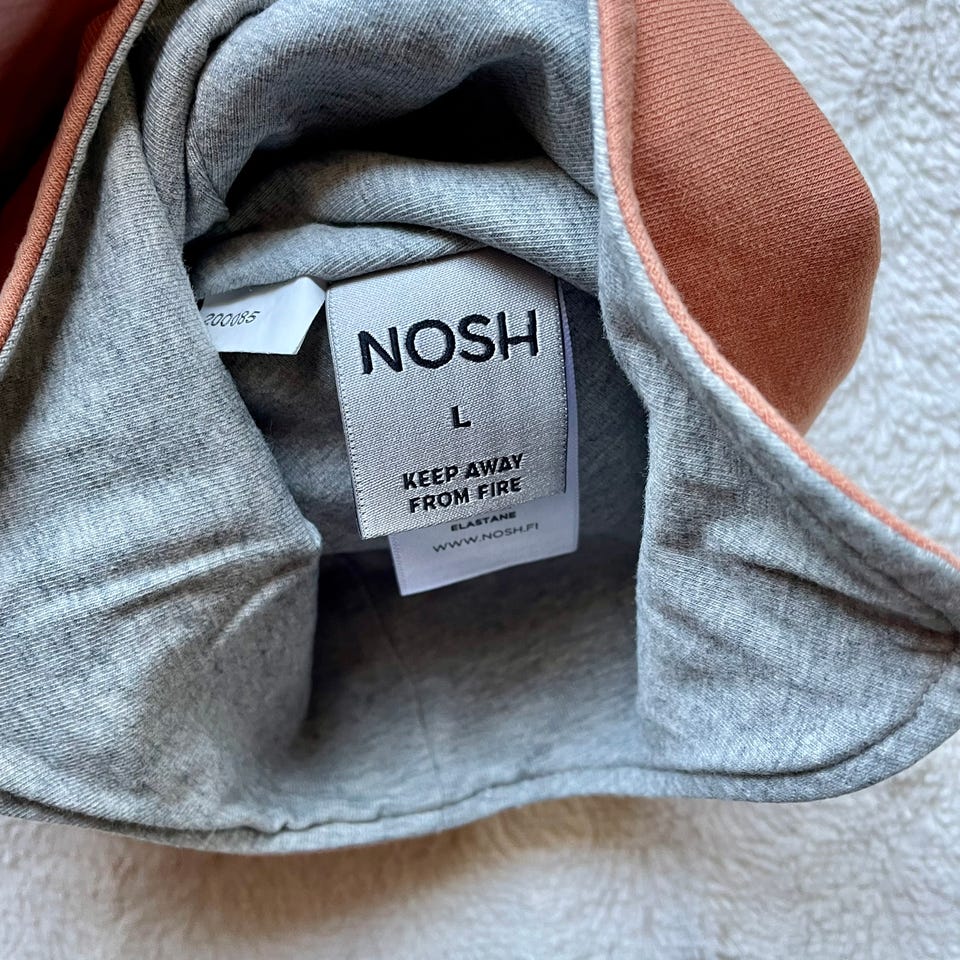 200085
NOSH
L
KEEP AWAY
FROM FIRE
ELASTANE
WWW.NOSH.FI